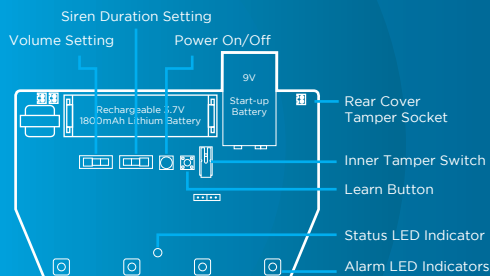 Siren Duration Setting
Volume Setting
Power On/Off
9V
Start-up
Battery
Rechargeable 3.7V
1800mAh Lithium Battery
Rear Cover
Tamper Socket
Inner Tamper Switch
Learn Button
Status LED Indicator
Alarm LED Indicators